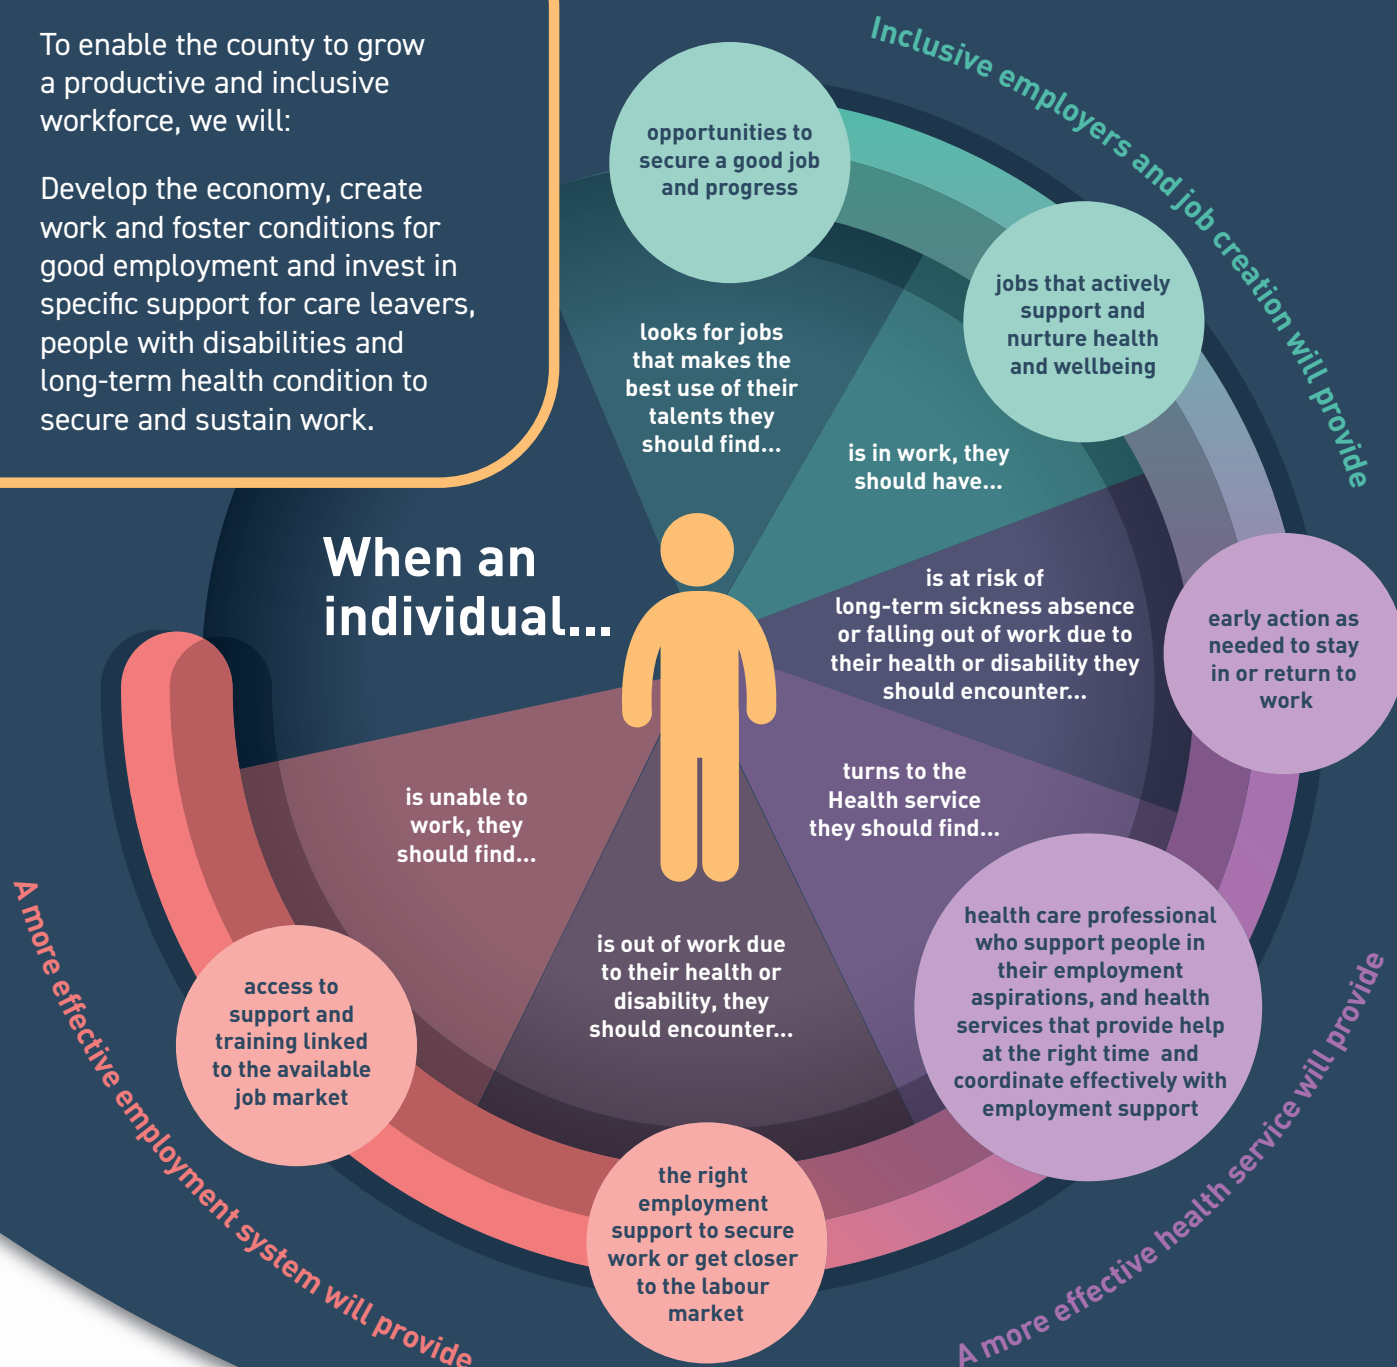 To enable the county to grow
a productive and inclusive
workforce, we will:
Develop the economy, create
work and foster conditions for
good employment and invest in
specific support for care leavers,
people with disabilities and
long-term health condition to
secure and sustain work.
When an
individual...
Inclusive employers and job creation will provide
looks for jobs
that makes the
best use of their
talents they
should find...
opportunities to
secure a good job
and progress
is in work, they
should have...
jobs that actively
support and
nurture health
and wellbeing
is at risk of
long-term sickness absence
or falling out of work due to
their health or disability they
should encounter...
early action as
needed to stay
in or return to
work
turns to the
Health service
they should find...
health care professional
who support people in
their employment
aspirations, and health
services that provide help
at the right time and
coordinate effectively with
employment support
A more effective health service will provide
is out of work due
to their health or
disability, they
should encounter...
the right
employment
support to secure
work or get closer
to the labour
market
is unable to
work, they
should find...
access to
support and
training linked
to the available
job market
A more effective employment system will provide